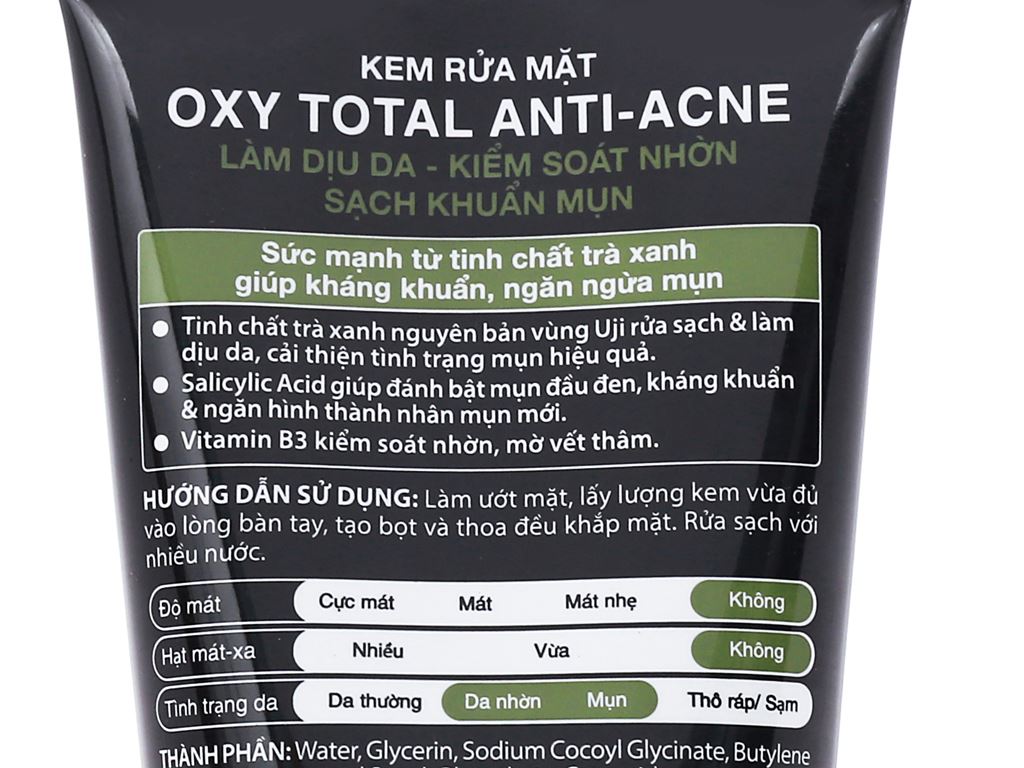 KEM RỬA MẶT
OXY TOTAL ANTI-ACNE
LÀM DỊU DA - KIỂM SOÁT NHỜN
SẠCH KHUẨN MỤN
Sức mạnh từ tinh chất trà xanh
giúp kháng khuẩn, ngăn ngừa mụn
Tinh chất trà xanh nguyên bản vùng Uji rửa sạch & làm
dịu da, cải thiện tình trạng mụn hiệu quả.
Salicylic Acid giúp đánh bật mụn đầu đen, kháng khuẩn
& ngăn hình thành nhân mụn mới.
Vitamin B3 kiểm soát nhờn, mờ vết thâm.
HƯỚNG DẪN SỬ DỤNG: Làm ướt mặt, lấy lượng kem vừa đủ
vào lòng bàn tay, tạo bọt và thoa đều khắp mặt. Rửa sạch với
nhiều nước.
Độ mát Cực mát Mát Mát nhẹ Không
Hạt mát-xa Nhiều Vừa Không
Tình trạng da Da thường Da nhờn Mụn Thô ráp/ Sạm
THÀNH PHẦN: Water, Glycerin, Sodium Cocoyl Glycinate, Butylene